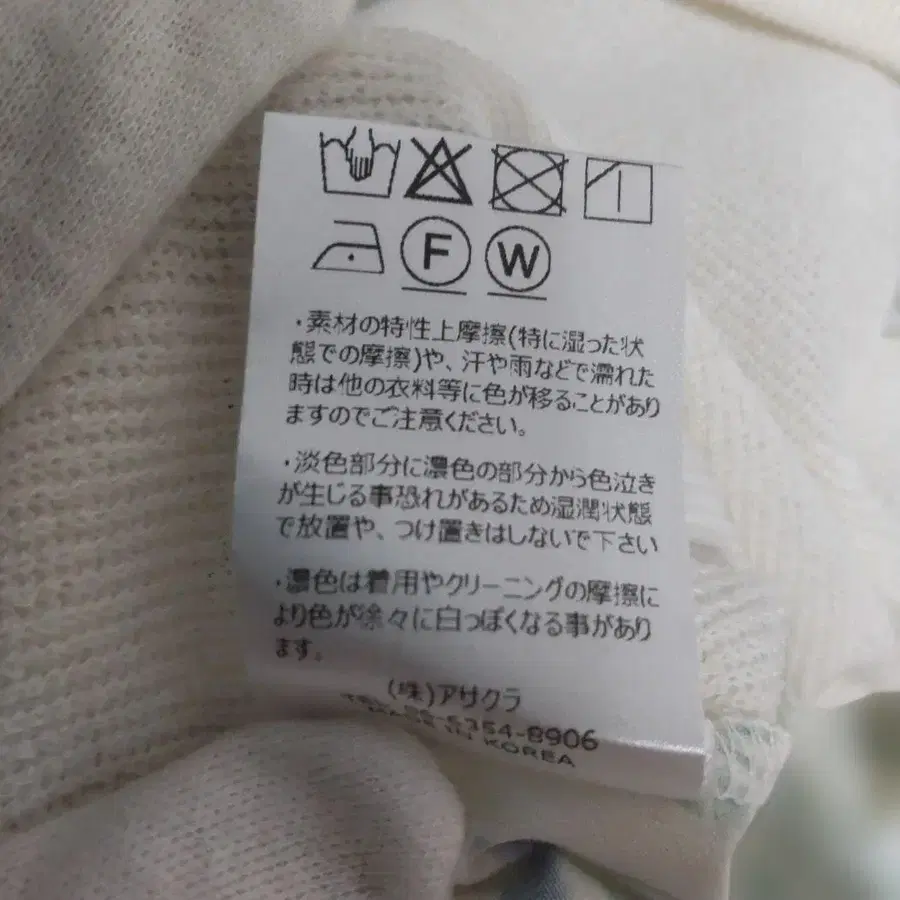 F W
・素材の特性上摩擦(特に湿った状
態での摩擦)や、汗や雨などで濡れた
時は他の衣料等に色が移ることがあり
ますのでご注意ください。
・淡色部分に濃色の部分から色泣き
が生じる事恐れがあるため湿潤状態
で放置や、つけ置きはしないで下さい
・濃色は着用やクリーニングの摩擦に
より色が徐々に白っぽくなる事があり
ます。
(株)アサクラ
6354-8906
IN KOREA